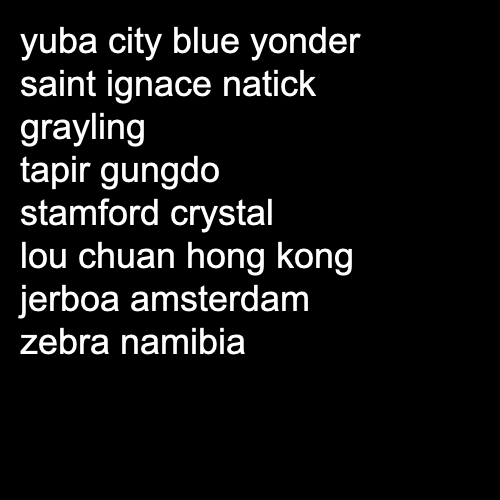 yuba city blue yonder
saint ignace natick
grayling
tapir gungdo
stamford crystal
lou chuan hong kong
jerboa amsterdam
zebra namibia